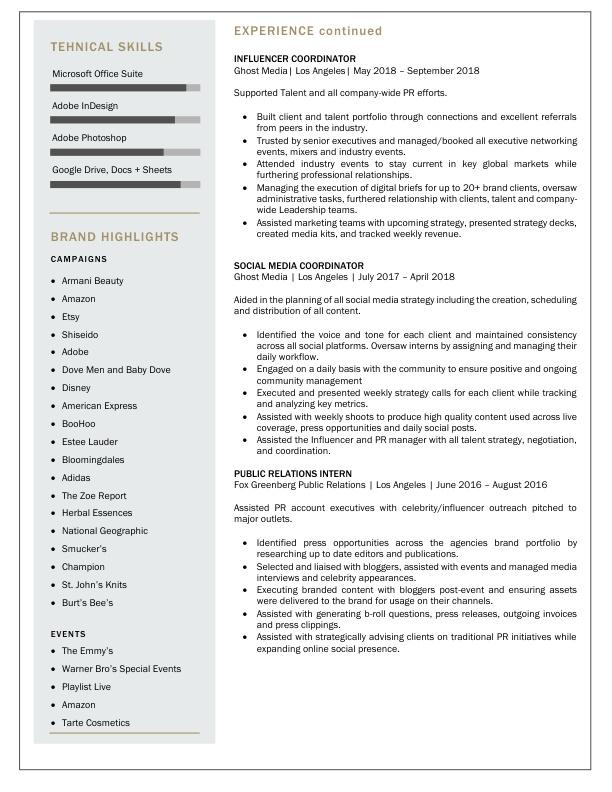 TEHNICAL SKILLS
Microsoft Office Suite
Adobe InDesign
Adobe Photoshop
Google Drive, Docs + Sheets
BRAND HIGHLIGHTS
CAMPAIGNS
• Armani Beauty
• Amazon
• Etsy
• Shiseido
• Adobe
• Dove Men and Baby Dove
• Disney
• American Express
• BooHoo
• Estee Lauder
• Bloomingdales
• Adidas
• The Zoe Report
• Herbal Essences
• National Geographic
• Smucker's
• Champion
• St. John's Knits
• Burt's Bee's
EVENTS
• The Emmy's
• Warner Bro's Special Events
• Playlist Live
• Amazon
• Tarte Cosmetics
EXPERIENCE continued
INFLUENCER COORDINATOR
Ghost Media| Los Angeles| May 2018 – September 2018
Supported Talent and all company-wide PR efforts.
• Built client and talent portfolio through connections and excellent referrals
from peers in the industry.
• Trusted by senior executives and managed/booked all executive networking
events, mixers and industry events.
• Attended industry events to stay current in key global markets while
furthering professional relationships.
• Managing the execution of digital briefs for up to 20+ brand clients, oversaw
administrative tasks, furthered relationship with clients, talent and company-
wide Leadership teams.
• Assisted marketing teams with upcoming strategy, presented strategy decks,
created media kits, and tracked weekly revenue.
SOCIAL MEDIA COORDINATOR
Ghost Media | Los Angeles | July 2017 – April 2018
Aided in the planning of all social media strategy including the creation, scheduling
and distribution of all content.
• Identified the voice and tone for each client and maintained consistency
across all social platforms. Oversaw interns by assigning and managing their
daily workflow.
• Engaged on a daily basis with the community to ensure positive and ongoing
community management
• Executed and presented weekly strategy calls for each client while tracking
and analyzing key metrics.
• Assisted with weekly shoots to produce high quality content used across live
coverage, press opportunities and daily social posts.
• Assisted the Influencer and PR manager with all talent strategy, negotiation,
and coordination.
PUBLIC RELATIONS INTERN
Fox Greenberg Public Relations | Los Angeles | June 2016 – August 2016
Assisted PR account executives with celebrity/influencer outreach pitched to
major outlets.
• Identified press opportunities across the agencies brand portfolio by
researching up to date editors and publications.
• Selected and liaised with bloggers, assisted with events and managed media
interviews and celebrity appearances.
• Executing branded content with bloggers post-event and ensuring assets
were delivered to the brand for usage on their channels.
• Assisted with generating b-roll questions, press releases, outgoing invoices
and press clippings.
• Assisted with strategically advising clients on traditional PR initiatives while
expanding online social presence.